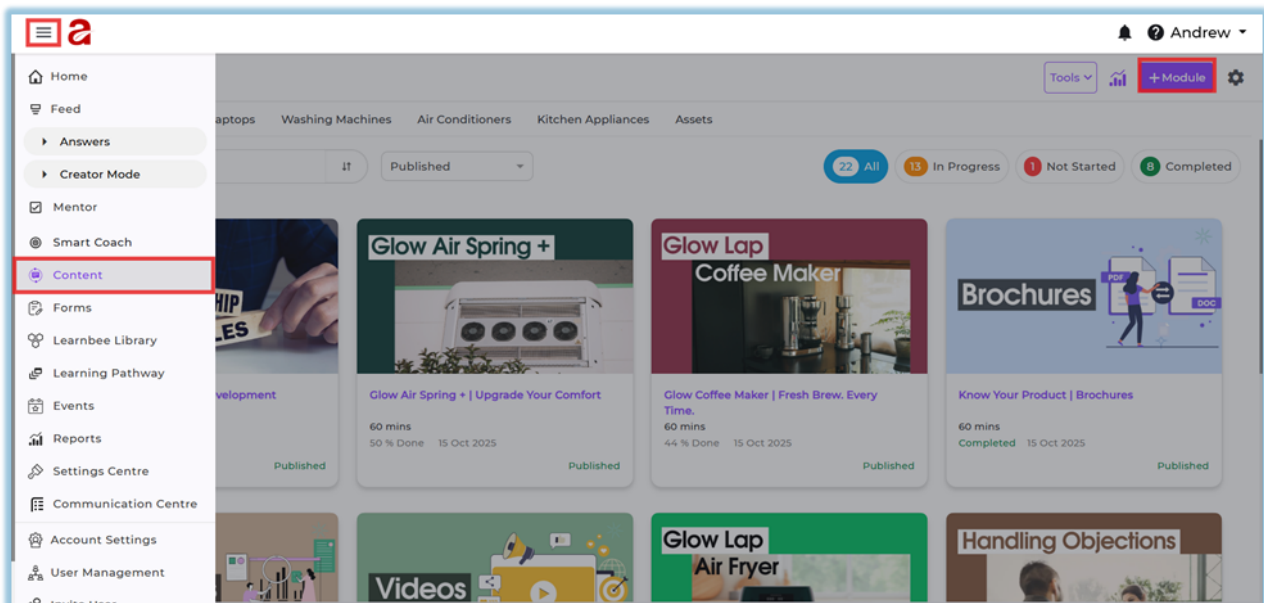 a
Andrew
Home
Feed
Answers
Creator Mode
Mentor
Smart Coach
Content
Forms
Learnbee Library
Learning Pathway
Events
Reports
Settings Centre
Communication Centre
Account Settings
User Management
Tools
+Module
aptops Washing Machines Air Conditioners Kitchen Appliances Assets
Published
22 All 13 In Progress 1 Not Started 8 Completed
HIP
LES
velopment
Published
Glow Air Spring +
Glow Air Spring + | Upgrade Your Comfort
60 mins
50 % Done 15 Oct 2025
Published
Glow Lap
Coffee Maker
Glow Coffee Maker | Fresh Brew. Every
Time.
60 mins
44 % Done 15 Oct 2025
Published
Brochures
PDF
DOC
Know Your Product | Brochures
60 mins
Completed 15 Oct 2025
Published
Videos
Glow Lap
Air Fryer
Handling Objections